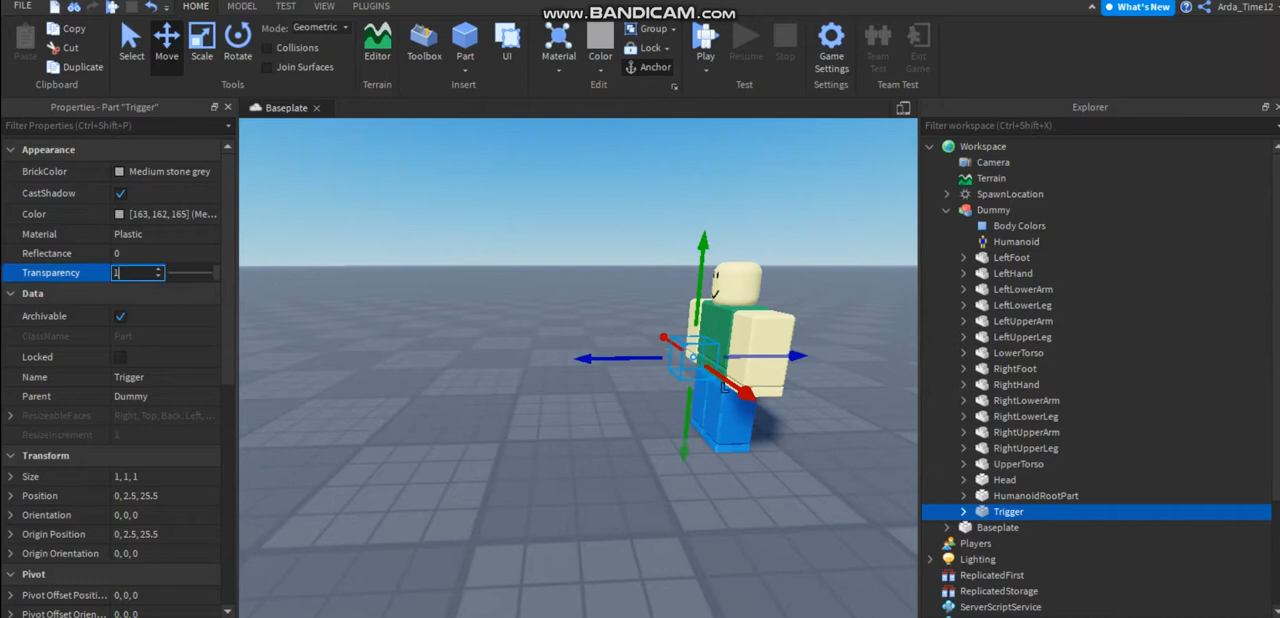 www.BANDICAM.com
FILE HOME MODEL TEST VIEW PLUGINS What's New Arda_Time12
Paste Copy Cut Duplicate Clipboard
Select Move Scale Rotate Mode: Geometric Collisions Join Surfaces Tools
Editor Terrain
Toolbox Part UI Insert
Material Color Group Lock Anchor Edit
Play Resume Stop Test
Game Settings Settings
Team Test Exit Game Team Test
Properties - Part "Trigger"
Filter Properties (Ctrl+Shift+P)
Appearance
BrickColor Medium stone grey
CastShadow
Color [163, 162, 165] (Me...
Material Plastic
Reflectance 0
Transparency 1
Data
Archivable
ClassName Part
Locked
Name Trigger
Parent Dummy
ResizeableFaces Right, Top, Back, Left, ...
ResizeIncrement 1
Transform
Size 1, 1, 1
Position 0, 2.5, 25.5
Orientation 0, 0, 0
Origin Position 0, 2.5, 25.5
Origin Orientation 0, 0, 0
Pivot
Pivot Offset Positi... 0, 0, 0
Pivot Offset Orien... 0, 0, 0
Baseplate
L
Explorer
Filter workspace (Ctrl+Shift+X)
Workspace
Camera
Terrain
SpawnLocation
Dummy
Body Colors
Humanoid
LeftFoot
LeftHand
LeftLowerArm
LeftLowerLeg
LeftUpperArm
LeftUpperLeg
LowerTorso
RightFoot
RightHand
RightLowerArm
RightLowerLeg
RightUpperArm
RightUpperLeg
UpperTorso
Head
HumanoidRootPart
Trigger
Baseplate
Players
Lighting
ReplicatedFirst
ReplicatedStorage
ServerScriptService